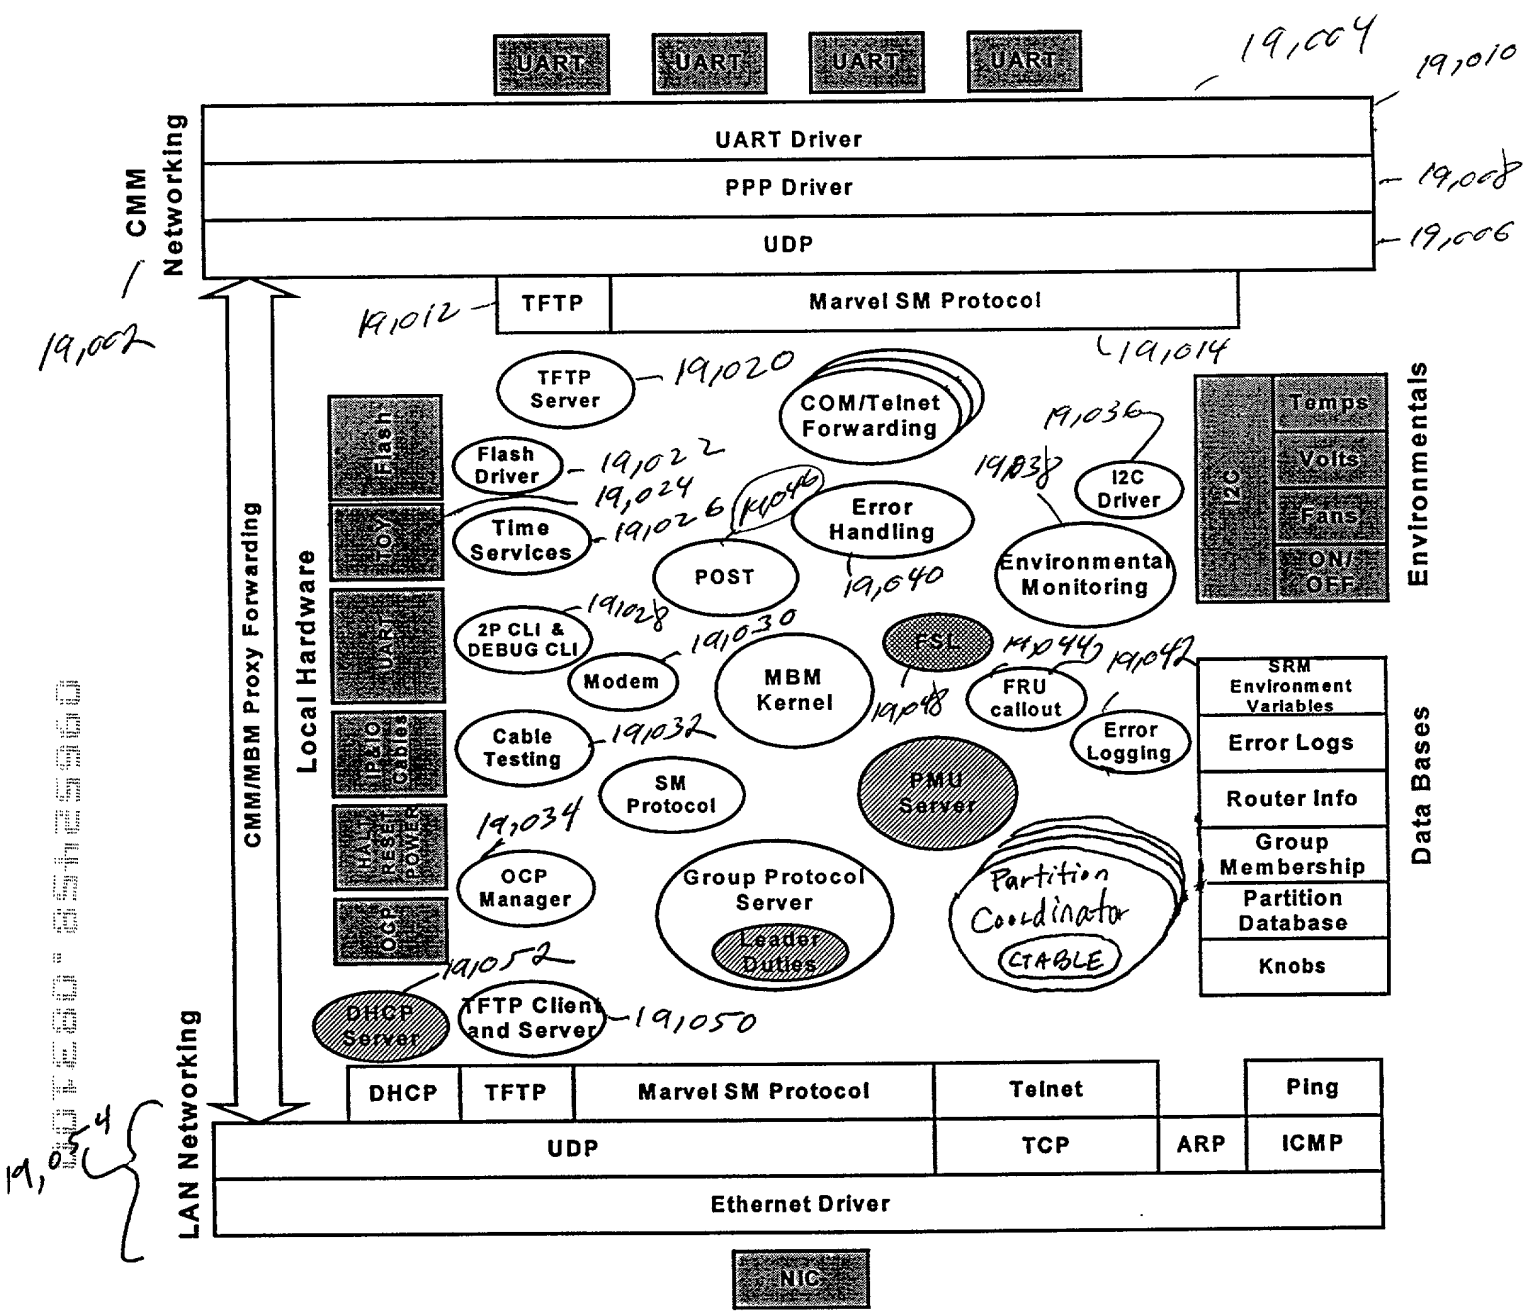 UART
UART
UART
UART
19,004
19,010
UART Driver
PPP Driver
19,008
UDP
19,006
CMM
Networking
19,002
19,012
TFTP
Marvel SM Protocol
19,014
TFTP
Server
19,020
COM/Telnet
Forwarding
19,036
I2C
Driver
19,038
Environmental
Monitoring
I2C
Temps
Volts
Fans
ON/
OFF
Environmentals
CMM/MBM Proxy Forwarding
Local Hardware
Flash
TOY
UART
IP&IO
Cables
HALT
RESET
POWER
OCP
Flash
Driver
19,022
19,024
Time
Services
19,026
19,046
POST
Error
Handling
19,040
2P CLI &
DEBUG CLI
19,028
19,030
Modem
MBM
Kernel
FSL
19,048
19,044
FRU
callout
19,042
Error
Logging
Cable
Testing
19,032
SM
Protocol
PMU
Server
19,034
OCP
Manager
Group Protocol
Server
Leader
Duties
Partition
Coordinator
CTABLE
SRM
Environment
Variables
Error Logs
Router Info
Group
Membership
Partition
Database
Knobs
Data Bases
19,052
DHCP
Server
TFTP Client
and Server
19,050
LAN Networking
19,054
DHCP
TFTP
Marvel SM Protocol
Telnet
Ping
UDP
TCP
ARP
ICMP
Ethernet Driver
NIC